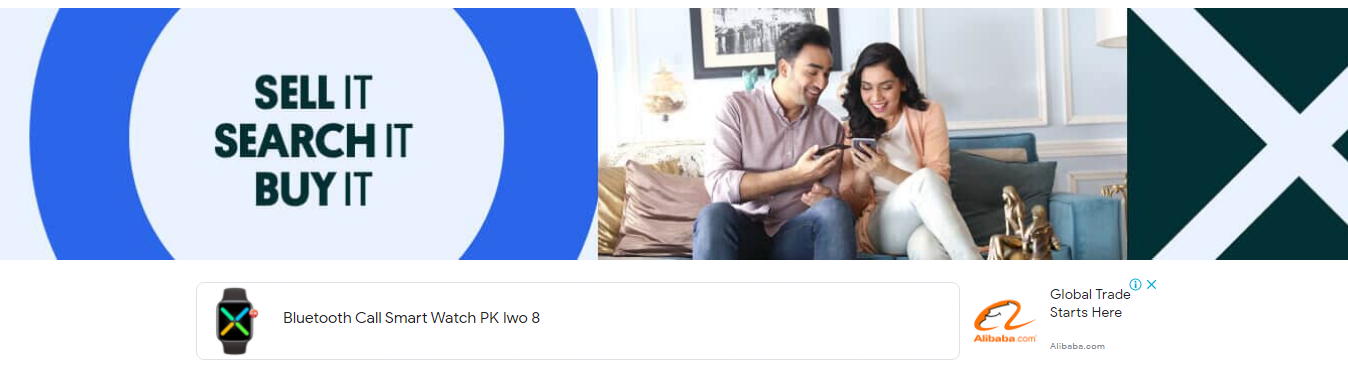 SELL IT
SEARCH IT
BUY IT
Bluetooth Call Smart Watch PK Iwo 8
Global Trade
Starts Here
Alibaba.com
Alibaba.com